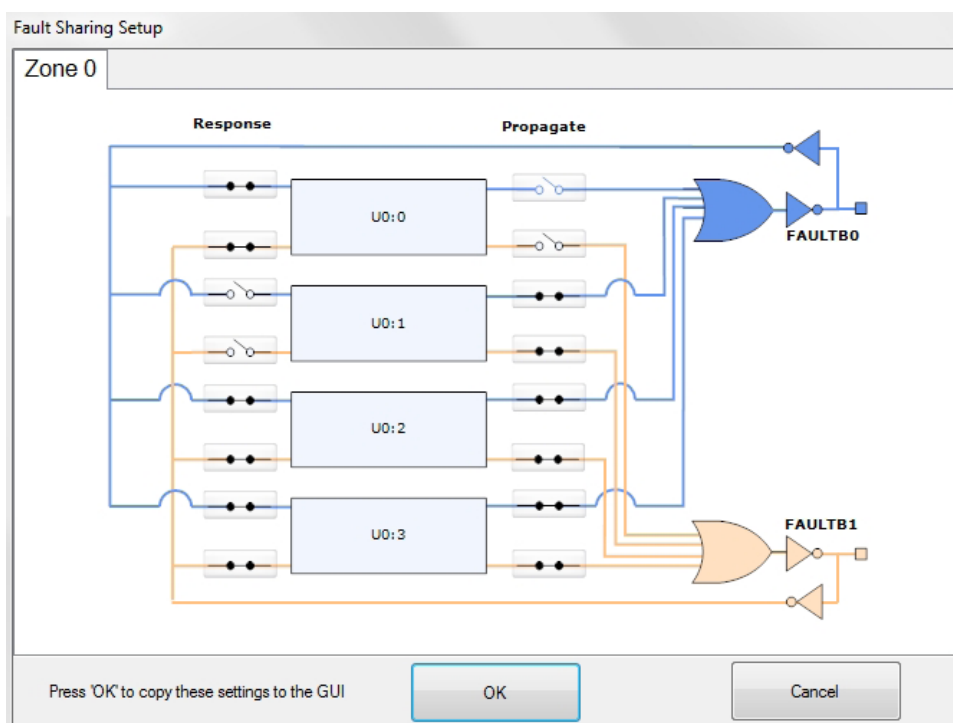 Fault Sharing Setup
Zone 0
Response
Propagate
U0:0
FAULTB0
U0:1
U0:2
U0:3
FAULTB1
Press 'OK' to copy these settings to the GUI
OK
Cancel